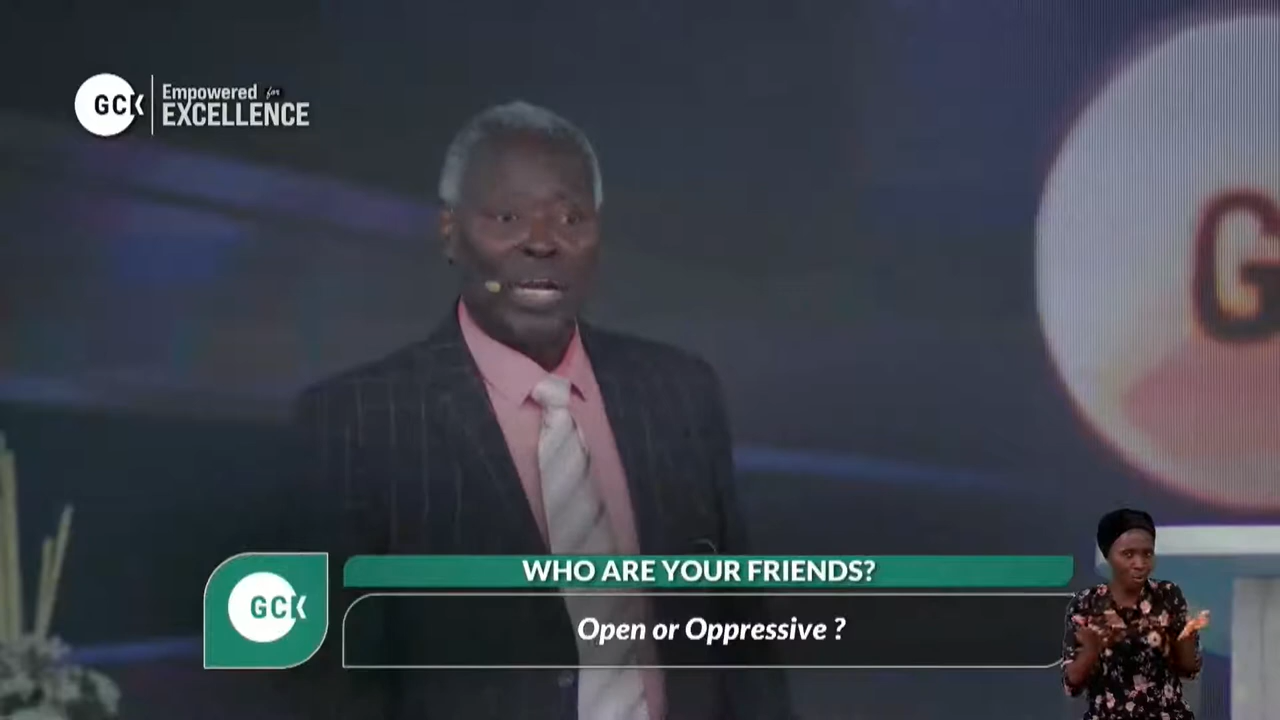 GCK
Empowered for
EXCELLENCE
G
WHO ARE YOUR FRIENDS?
GCK
Open or Oppressive ?